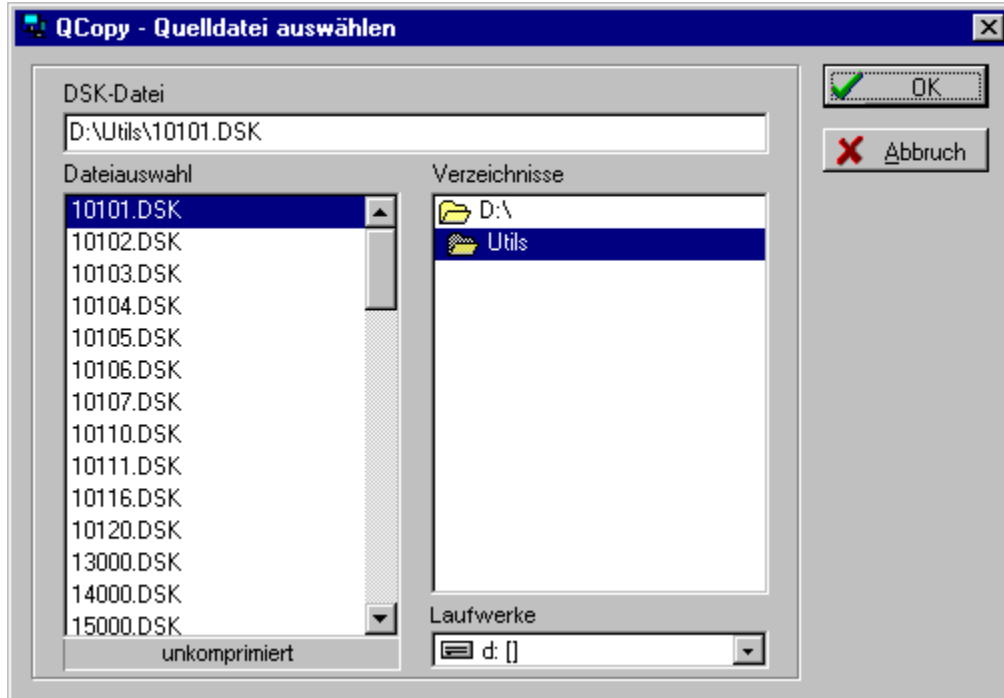 QCopy - Quelldatei auswählen
DSK-Datei
OK
D:\Utils\10101.DSK
Abbruch
Dateiauswahl
10101.DSK
10102.DSK
10103.DSK
10104.DSK
10105.DSK
10106.DSK
10107.DSK
10110.DSK
10111.DSK
10116.DSK
10120.DSK
13000.DSK
14000.DSK
15000.DSK
unkomprimiert
Verzeichnisse
D:\
Utils
Laufwerke
d: []